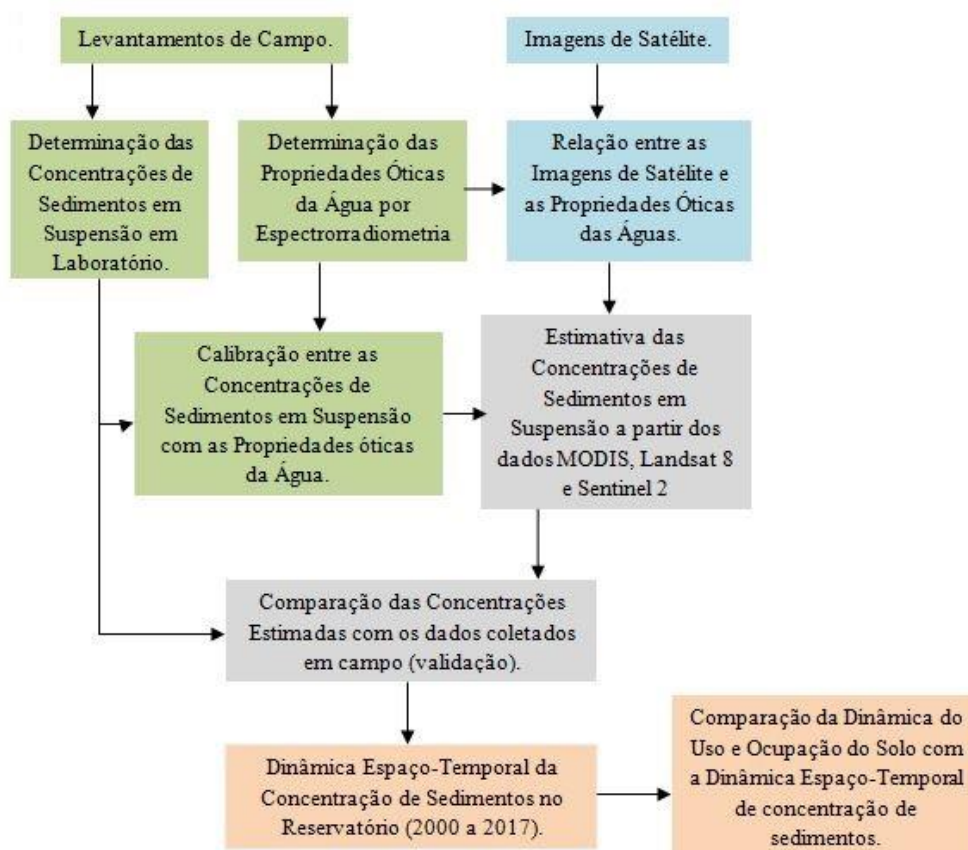 Levantamentos de Campo.
Imagens de Satélite.
Determinação das
Concentrações de
Sedimentos em
Suspensão em
Laboratório.
Determinação das
Propriedades Óticas
da Água por
Espectrorradiometria
Relação entre as
Imagens de Satélite e
as Propriedades Óticas
das Águas.
Calibração entre as
Concentrações de
Sedimentos em Suspensão
com as Propriedades óticas
da Água.
Estimativa das
Concentrações de
Sedimentos em
Suspensão a partir dos
dados MODIS, Landsat 8
e Sentinel 2
Comparação das Concentrações
Estimadas com os dados coletados
em campo (validação).
Dinâmica Espaço-Temporal da
Concentração de Sedimentos no
Reservatório (2000 a 2017).
Comparação da Dinâmica do
Uso e Ocupação do Solo com
a Dinâmica Espaço-Temporal
de concentração de
sedimentos.